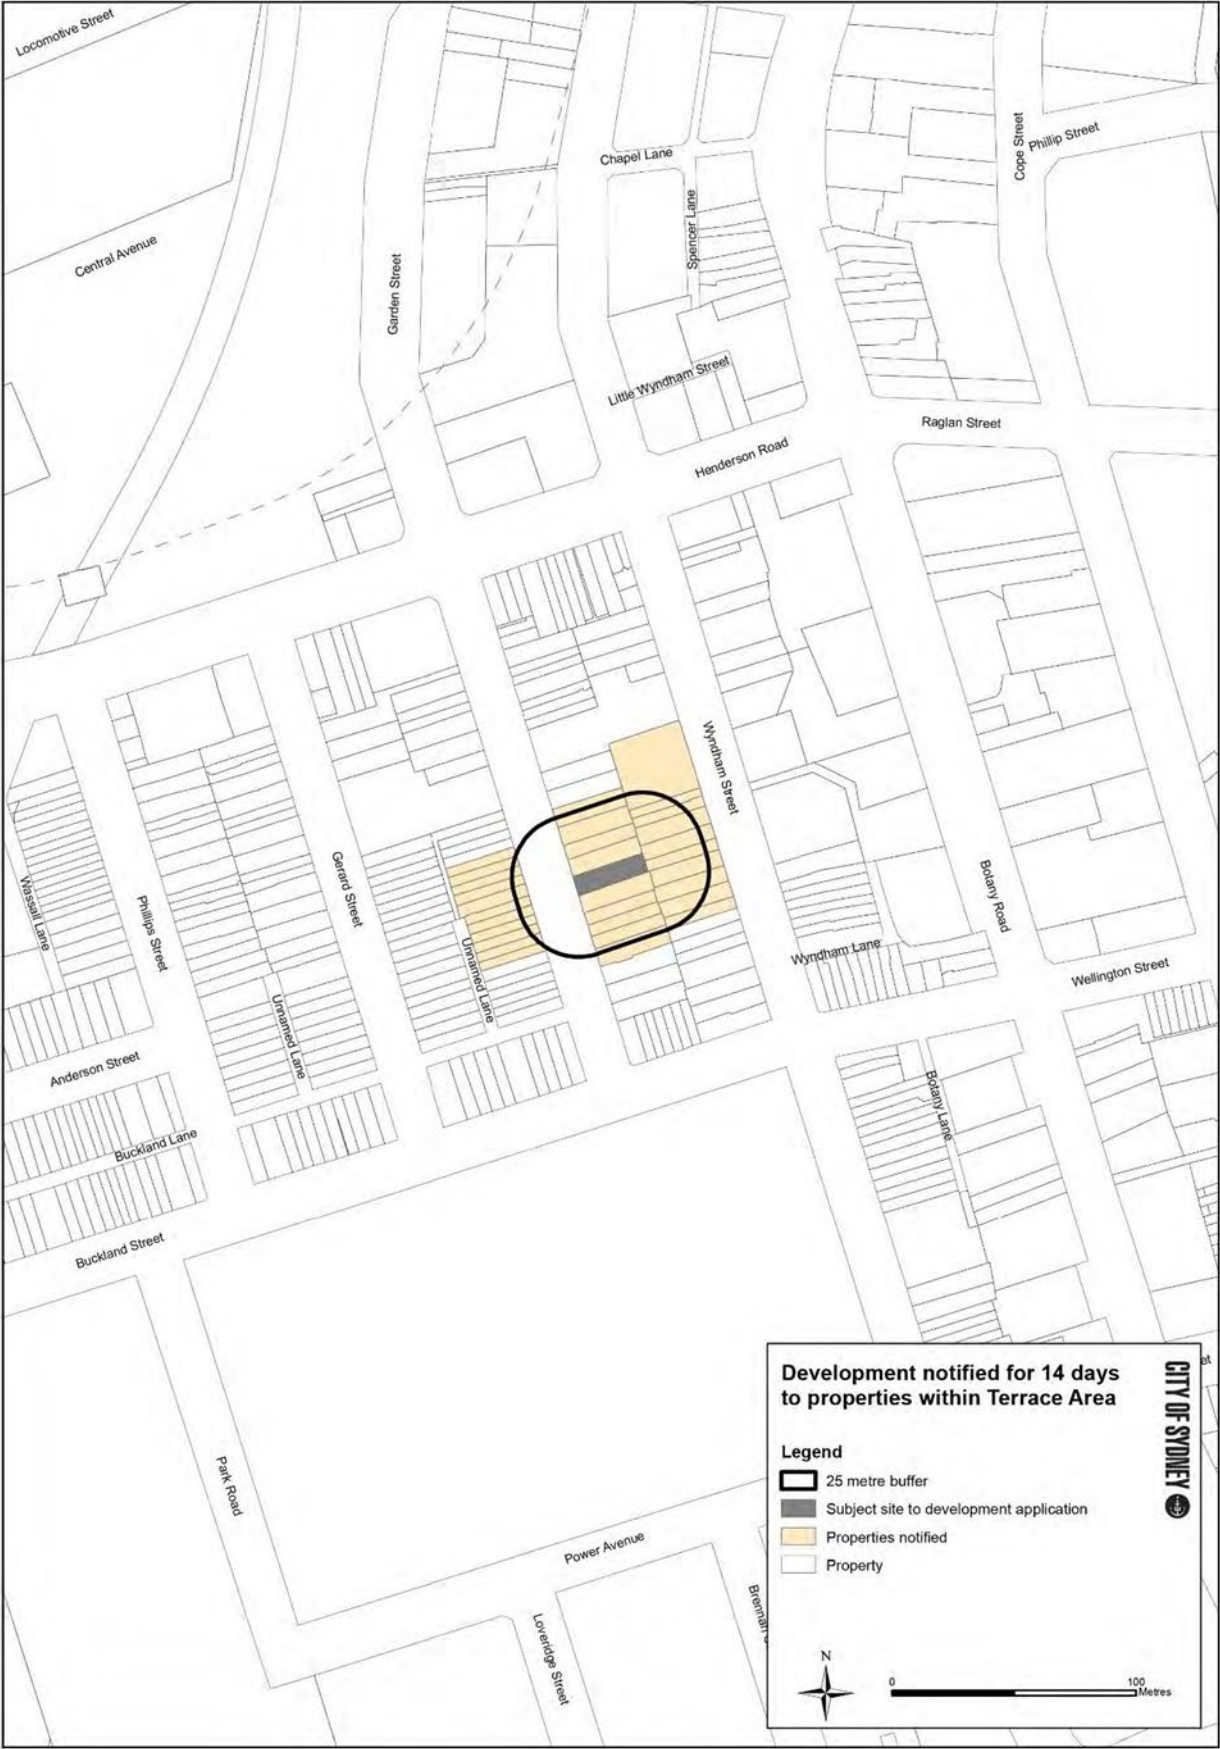 Locomotive Street
Chapel Lane
Cope Street
Phillip Street
Spencer Lane
Central Avenue
Garden Street
Little Wyndham Street
Raglan Street
Henderson Road
Wyndham Street
Gerard Street
Wassall Lane
Phillips Street
Botany Road
Wyndham Lane
Unnamed Lane
Wellington Street
Unnamed Lane
Anderson Street
Botany Lane
Buckland Lane
Buckland Street
Park Road
Power Avenue
Loveridge Street
Brennan
Development notified for 14 days
to properties within Terrace Area
CITY OF SYDNEY
Legend
25 metre buffer
Subject site to development application
Properties notified
Property
N
0 100
Metres